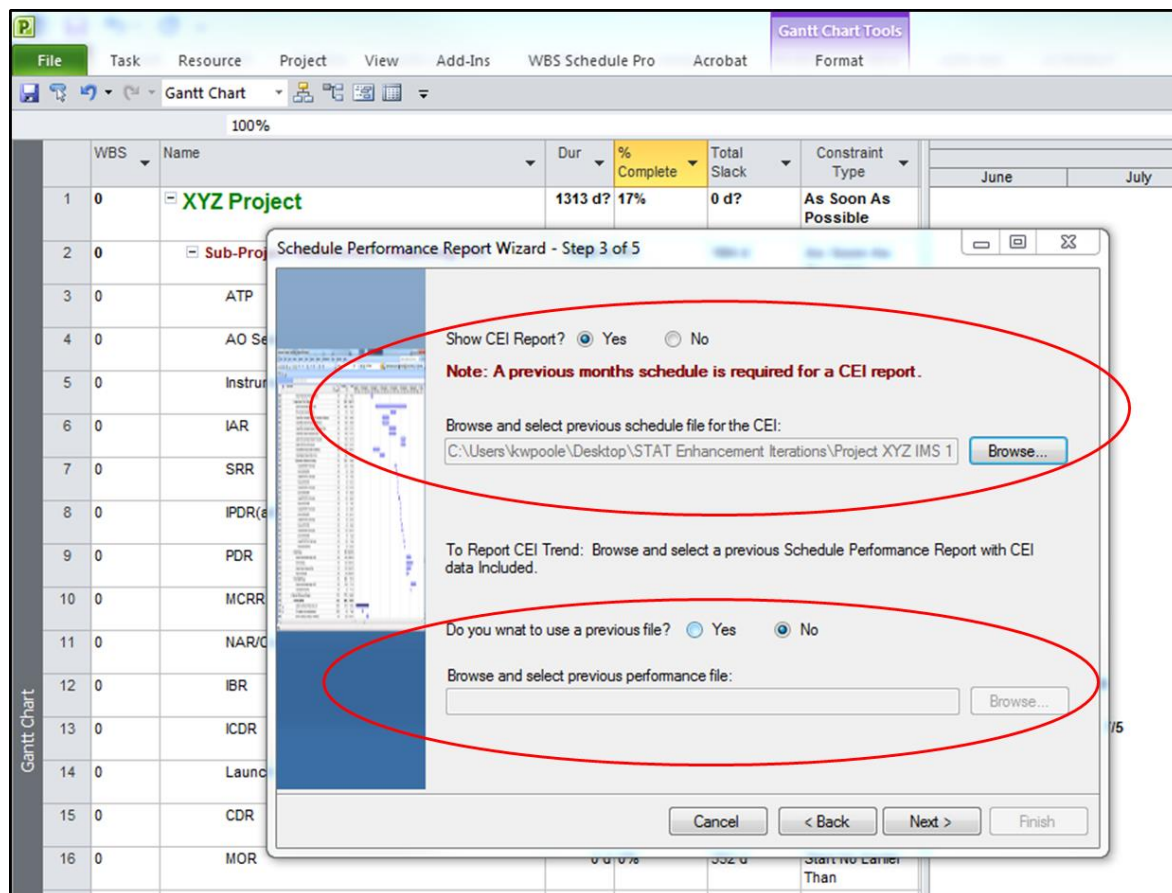 Gantt Chart Tools
File Task Resource Project View Add-Ins WBS Schedule Pro Acrobat Format
Gantt Chart
100%
WBS Name Dur % Complete Total Slack Constraint Type
June July
1 0 XYZ Project 1313 d? 17% 0 d? As Soon As Possible
Schedule Performance Report Wizard - Step 3 of 5
2 0 Sub-Proj
3 0 ATP
4 0 AO Se
Show CEI Report? Yes No
Note: A previous months schedule is required for a CEI report.
5 0 Instrur
6 0 IAR
Browse and select previous schedule file for the CEI:
C:\Users\kwpoole\Desktop\STAT Enhancement Iterations\Project XYZ IMS 1 Browse...
7 0 SRR
8 0 IPDR(a
9 0 PDR
To Report CEI Trend: Browse and select a previous Schedule Performance Report with CEI
data Included.
10 0 MCRR
11 0 NAR/C
Do you wnat to use a previous file? Yes No
12 0 IBR
Browse and select previous performance file:
Browse...
13 0 ICDR
/5
14 0 Launc
15 0 CDR
Cancel < Back Next > Finish
16 0 MOR 0 d 0% 532 d Start No Earlier Than
Gantt Chart